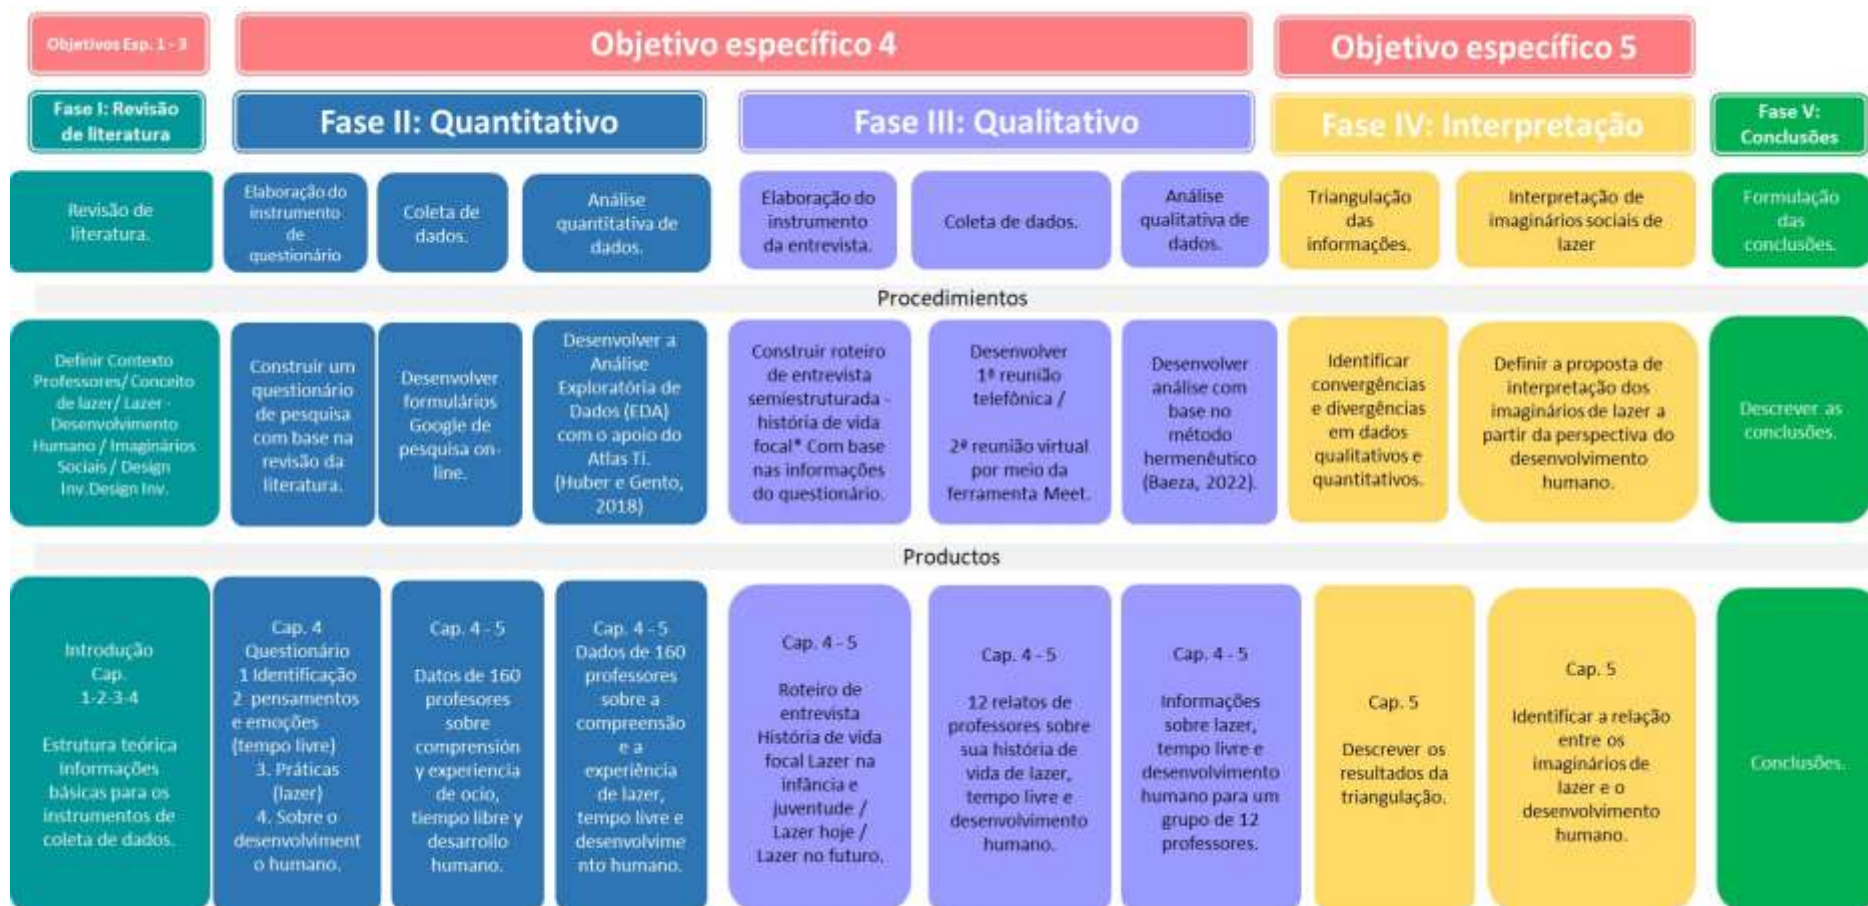 Objetivos Esp. 1 - 3
Objetivo específico 4
Objetivo específico 5
Fase I: Revisão
de literatura
Fase II: Quantitativo
Fase III: Qualitativo
Fase IV: Interpretação
Fase V:
Conclusões
Revisão de
literatura.
Elaboração do
instrumento
de
questionário
Coleta de
dados.
Análise
quantitativa de
dados.
Elaboração do
instrumento
da entrevista.
Coleta de dados.
Análise
qualitativa de
dados.
Triangulação
das
informações.
Interpretação de
imaginários sociais de
lazer
Formulação
das
conclusões.
Procedimientos
Definir Contexto
Professores/ Conceito
de lazer/ Lazer -
Desenvolvimento
Humano / Imaginários
Sociais / Design
Inv.Design Inv.
Construir um
questionário
de pesquisa
com base na
revisão da
literatura.
Desenvolver
formulários
Google de
pesquisa on-
line.
Desenvolver a
Análise
Exploratória de
Dados (EDA)
com o apoio do
Atlas Ti.
(Huber e Gento,
2018)
Construir roteiro
de entrevista
semiestruturada -
história de vida
focal* Com base
nas informações
do questionário.
Desenvolver
1ª reunião
telefônica /
2ª reunião virtual
por meio da
ferramenta Meet.
Desenvolver
análise com
base no
método
hermenêutico
(Baeza, 2022).
Identificar
convergências
e divergências
em dados
qualitativos e
quantitativos.
Definir a proposta de
interpretação dos
imaginários de lazer a
partir da perspectiva do
desenvolvimento
humano.
Descrever as
conclusões.
Productos
Introdução
Cap.
1-2-3-4
Estrutura teórica
Informações
básicas para os
instrumentos de
coleta de dados.
Cap. 4
Questionário
1 Identificação
2 pensamentos
e emoções
(tempo livre)
3. Práticas
(lazer)
4. Sobre o
desenvolviment
o humano.
Cap. 4 - 5
Datos de 160
profesores
sobre
comprensión
y experiencia
de ocio,
tiempo libre y
desarrollo
humano.
Cap. 4 - 5
Dados de 160
professores
sobre a
compreensão
e a
experiência
de lazer,
tempo livre e
desenvolvime
nto humano.
Cap. 4 - 5
Roteiro de
entrevista
História de vida
focal Lazer na
infância e
juventude /
Lazer hoje /
Lazer no futuro.
Cap. 4 - 5
12 relatos de
professores sobre
sua história de
vida de lazer,
tempo livre e
desenvolvimento
humano.
Cap. 4 - 5
Informações
sobre lazer,
tempo livre e
desenvolvimento
humano para um
grupo de 12
professores.
Cap. 5
Descrever os
resultados da
triangulação.
Cap. 5
Identificar a relação
entre os
imaginários de
lazer e o
desenvolvimento
humano.
Conclusões.